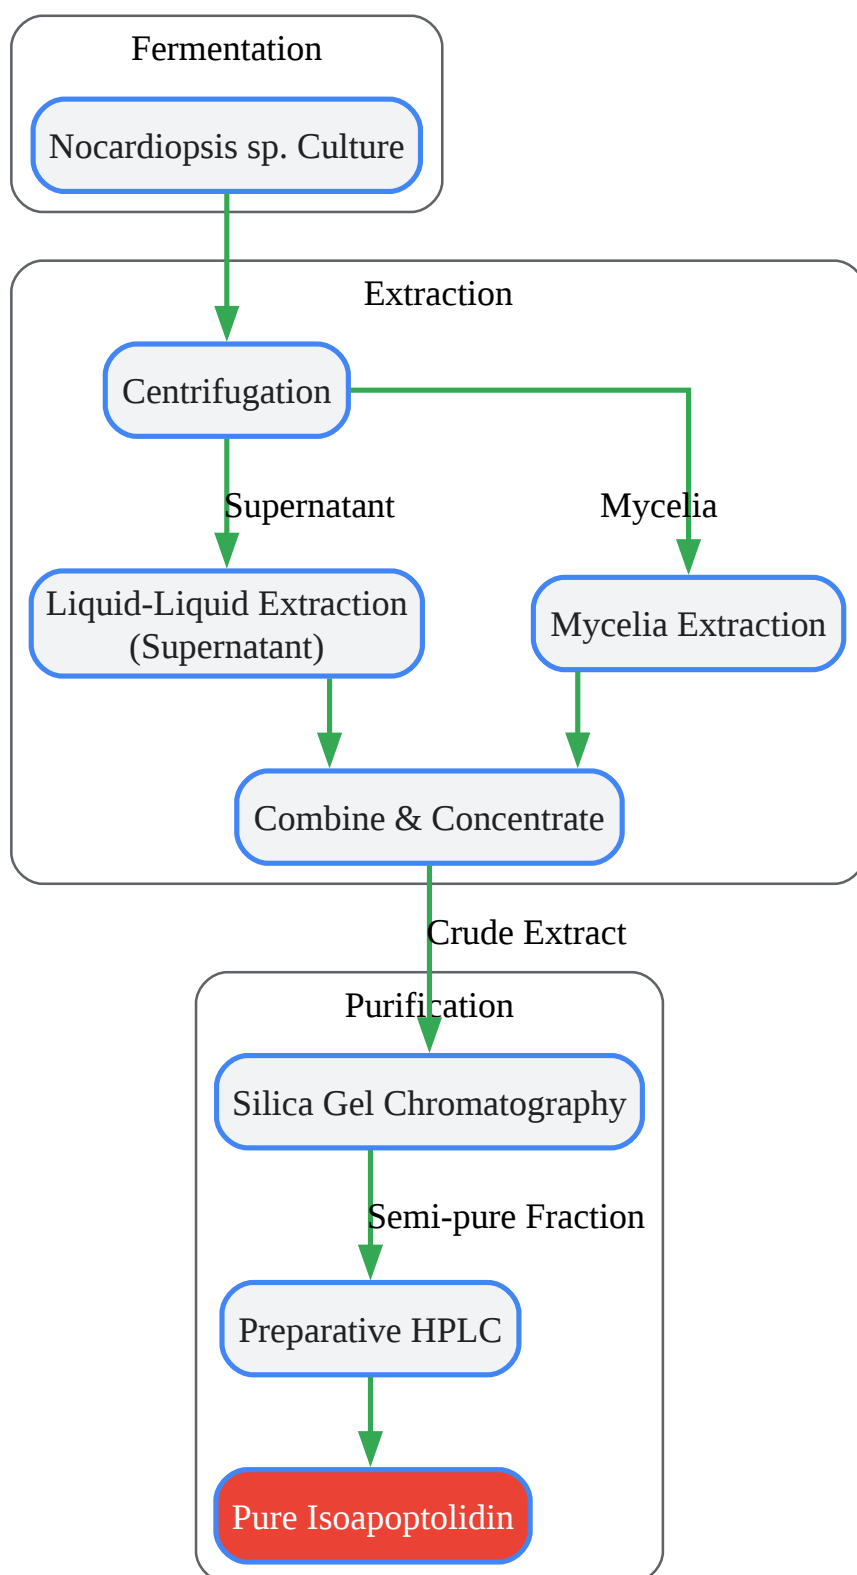 Fermentation
Nocardiopsis sp. Culture
Extraction
Centrifugation
Supernatant
Mycelia
Liquid-Liquid Extraction
(Supernatant)
Mycelia Extraction
Combine & Concentrate
Crude Extract
Purification
Silica Gel Chromatography
Semi-pure Fraction
Preparative HPLC
Pure Isoapoptolidin